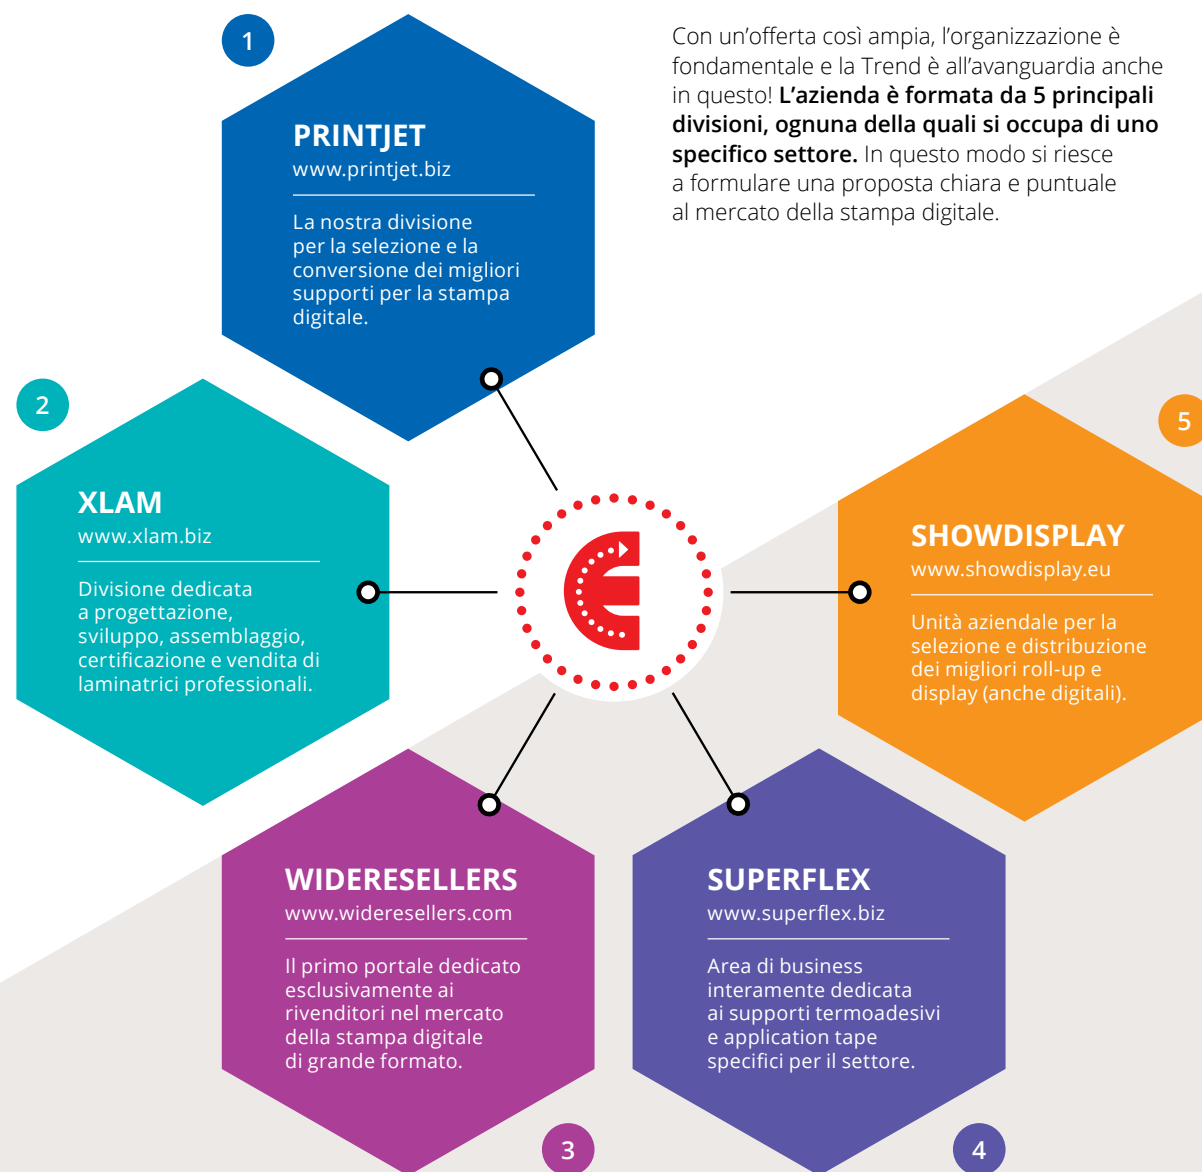 Con un'offerta così ampia, l'organizzazione è
fondamentale e la Trend è all'avanguardia anche
in questo! L'azienda è formata da 5 principali
divisioni, ognuna della quali si occupa di uno
specifico settore. In questo modo si riesce
a formulare una proposta chiara e puntuale
al mercato della stampa digitale.
1
PRINTJET
www.printjet.biz
La nostra divisione
per la selezione e la
conversione dei migliori
supporti per la stampa
digitale.
2
XLAM
www.xlam.biz
Divisione dedicata
a progettazione,
sviluppo, assemblaggio,
certificazione e vendita di
laminatrici professionali.
3
WIDERESELLERS
www.wideresellers.com
Il primo portale dedicato
esclusivamente ai
rivenditori nel mercato
della stampa digitale
di grande formato.
4
SUPERFLEX
www.superflex.biz
Area di business
interamente dedicata
ai supporti termoadesivi
e application tape
specifici per il settore.
5
SHOWDISPLAY
www.showdisplay.eu
Unità aziendale per la
selezione e distribuzione
dei migliori roll-up e
display (anche digitali).